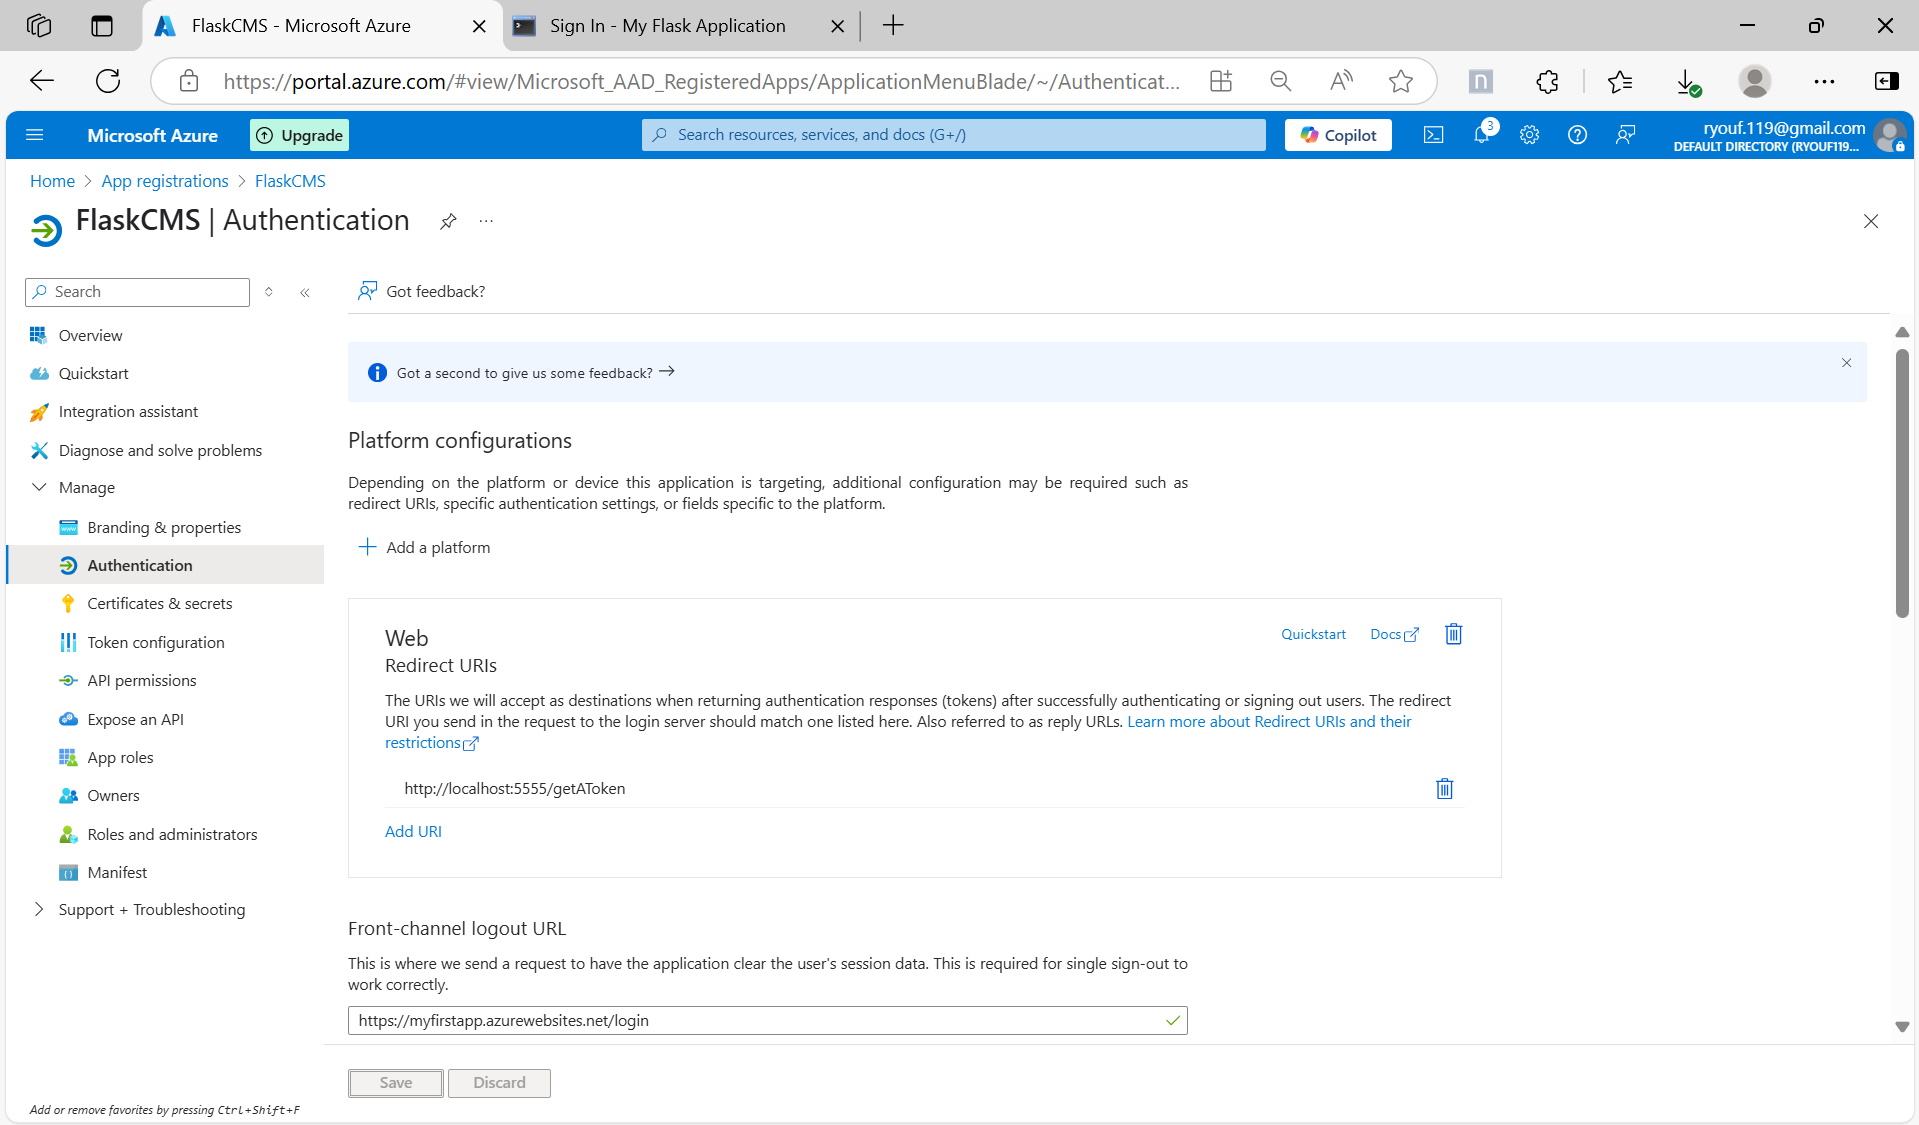 FlaskCMS - Microsoft Azure
Sign In - My Flask Application
https://portal.azure.com/#view/Microsoft_AAD_RegisteredApps/ApplicationMenuBlade/~/Authenticat...
Microsoft Azure
Upgrade
Search resources, services, and docs (G+/)
Copilot
3
ryouf.119@gmail.com
DEFAULT DIRECTORY (RYOUF119...
Home > App registrations > FlaskCMS
FlaskCMS | Authentication
Search
Got feedback?
Overview
Quickstart
Integration assistant
Diagnose and solve problems
Manage
Branding & properties
Authentication
Certificates & secrets
Token configuration
API permissions
Expose an API
App roles
Owners
Roles and administrators
Manifest
Support + Troubleshooting
Add or remove favorites by pressing Ctrl+Shift+F
Got a second to give us some feedback?
Platform configurations
Depending on the platform or device this application is targeting, additional configuration may be required such as
redirect URIs, specific authentication settings, or fields specific to the platform.
Add a platform
Web
Quickstart
Docs
Redirect URIs
The URIs we will accept as destinations when returning authentication responses (tokens) after successfully authenticating or signing out users. The redirect
URI you send in the request to the login server should match one listed here. Also referred to as reply URLs. Learn more about Redirect URIs and their
restrictions
http://localhost:5555/getAToken
Add URI
Front-channel logout URL
This is where we send a request to have the application clear the user's session data. This is required for single sign-out to
work correctly.
https://myfirstapp.azurewebsites.net/login
Save
Discard